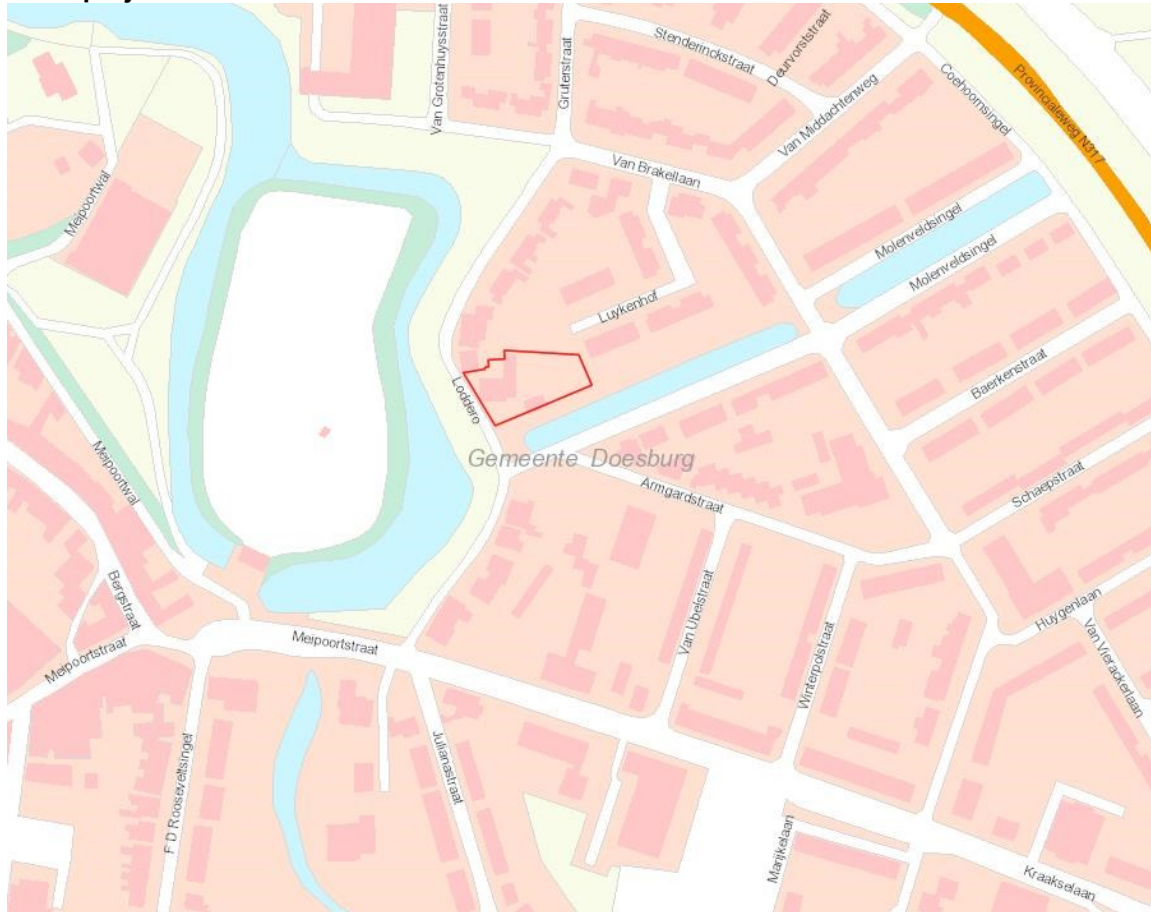 Van Grotenhuysstraat
Gruterstraat
Stenderinckstraat
Deurvorststraat
Van Middachtenweg
Coehoornsingel
Provincialeweg N317
Meipoortwal
Van Brakellaan
Molenveldsingel
Molenveldsingel
Luykenhof
Baerkenstraat
Loddero
Gemeente Doesburg
Meipoortwal
Armgardstraat
Schaepstraat
Bergstraat
Meipoortstraat
Meipoortstraat
Van Ubelstraat
Winterpolstraat
Huygenlaan
Van Vierackerlaan
F D Rooseveltsingel
Julianastraat
Marijkelaan
Kraakselaan